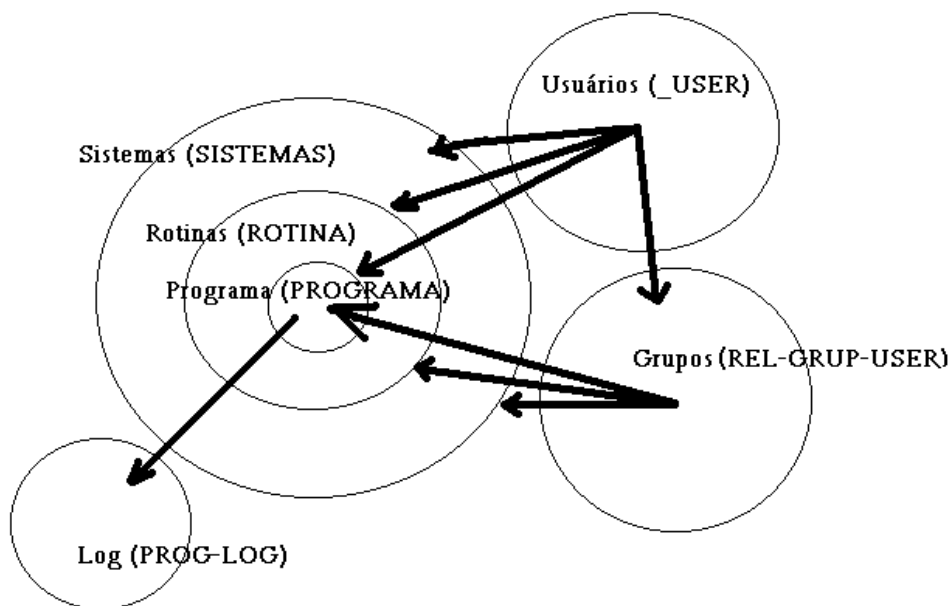 Usuários (_USER)
Sistemas (SISTEMAS)
Rotinas (ROTINA)
Programa (PROGRAMA)
Grupos (REL-GRUP-USER)
Log (PROG-LOG)